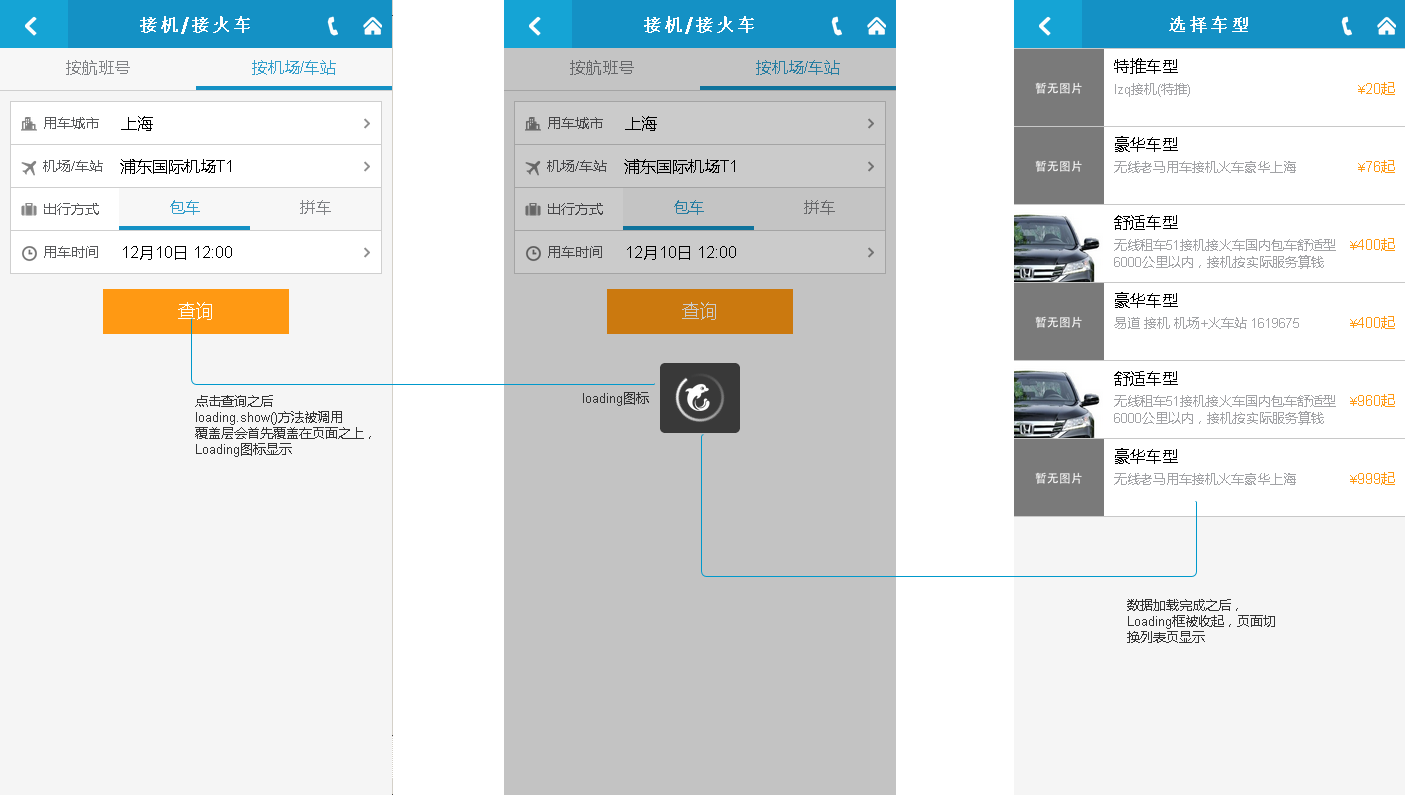 接机/接火车
按航班号
按机场/车站
用车城市
上海
机场/车站
浦东国际机场T1
出行方式
包车
拼车
用车时间
12月10日 12:00
查询
点击查询之后
loading.show()方法被调用
覆盖层会首先覆盖在页面之上，
Loading图标显示
接机/接火车
按航班号
按机场/车站
用车城市
上海
机场/车站
浦东国际机场T1
出行方式
包车
拼车
用车时间
12月10日 12:00
查询
loading图标
选择车型
暂无图片
特推车型
lzq接机(特推)
¥20起
暂无图片
豪华车型
无线老马用车接机火车豪华上海
¥76起
舒适车型
无线租车51接机接火车国内包车舒适型
6000公里以内，接机按实际服务算钱
¥400起
暂无图片
豪华车型
易道 接机 机场+火车站 1619675
¥400起
舒适车型
无线租车51接机接火车国内包车舒适型
6000公里以内，接机按实际服务算钱
¥960起
暂无图片
豪华车型
无线老马用车接机火车豪华上海
¥999起
数据加载完成之后，
Loading框被收起，页面切
换列表页显示